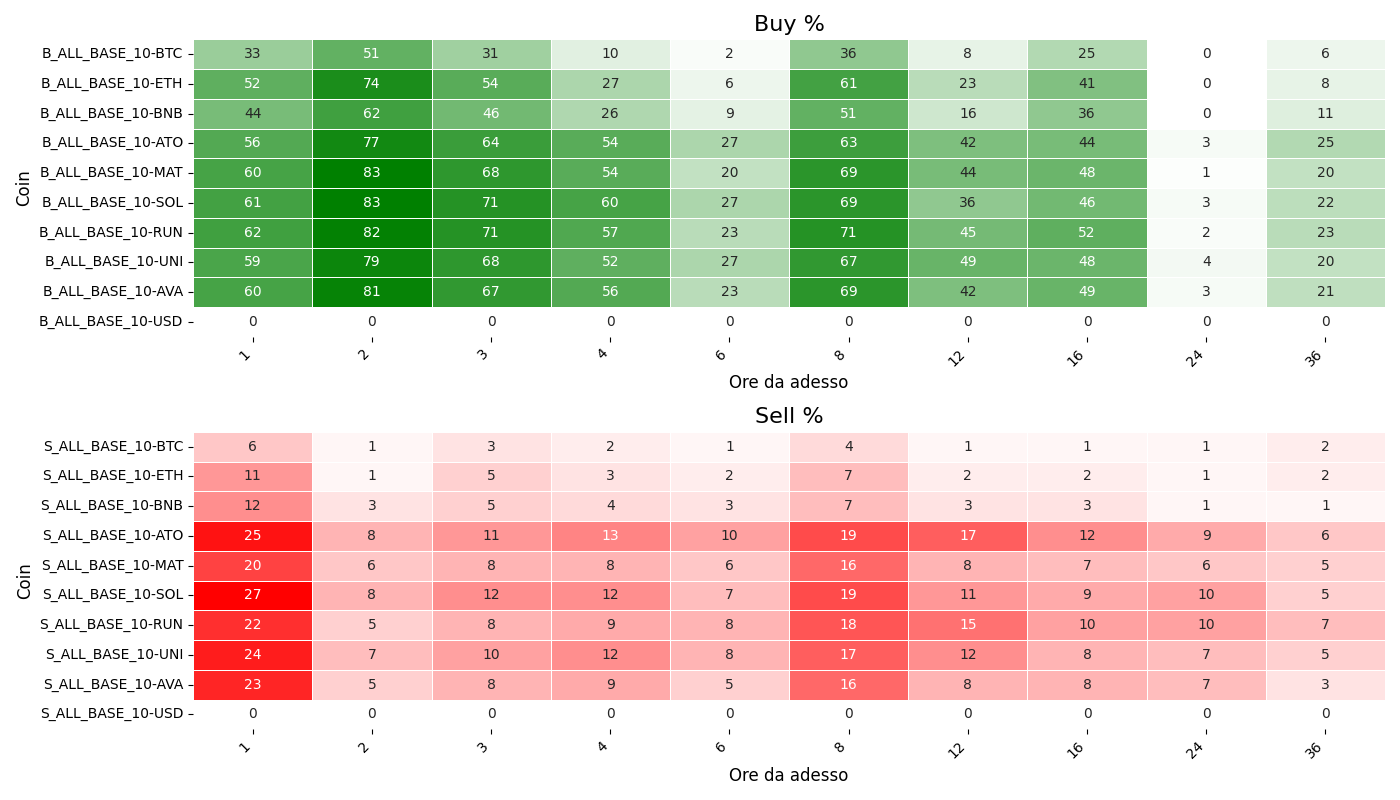 Buy %
Coin
B_ALL_BASE_10-BTC 33 51 31 10 2 36 8 25 0 6
B_ALL_BASE_10-ETH 52 74 54 27 6 61 23 41 0 8
B_ALL_BASE_10-BNB 44 62 46 26 9 51 16 36 0 11
B_ALL_BASE_10-ATO 56 77 64 54 27 63 42 44 3 25
B_ALL_BASE_10-MAT 60 83 68 54 20 69 44 48 1 20
B_ALL_BASE_10-SOL 61 83 71 60 27 69 36 46 3 22
B_ALL_BASE_10-RUN 62 82 71 57 23 71 45 52 2 23
B_ALL_BASE_10-UNI 59 79 68 52 27 67 49 48 4 20
B_ALL_BASE_10-AVA 60 81 67 56 23 69 42 49 3 21
B_ALL_BASE_10-USD 0 0 0 0 0 0 0 0 0 0
1 2 3 4 6 8 12 16 24 36
Ore da adesso
Sell %
Coin
S_ALL_BASE_10-BTC 6 1 3 2 1 4 1 1 1 2
S_ALL_BASE_10-ETH 11 1 5 3 2 7 2 2 1 2
S_ALL_BASE_10-BNB 12 3 5 4 3 7 3 3 1 1
S_ALL_BASE_10-ATO 25 8 11 13 10 19 17 12 9 6
S_ALL_BASE_10-MAT 20 6 8 8 6 16 8 7 6 5
S_ALL_BASE_10-SOL 27 8 12 12 7 19 11 9 10 5
S_ALL_BASE_10-RUN 22 5 8 9 8 18 15 10 10 7
S_ALL_BASE_10-UNI 24 7 10 12 8 17 12 8 7 5
S_ALL_BASE_10-AVA 23 5 8 9 5 16 8 8 7 3
S_ALL_BASE_10-USD 0 0 0 0 0 0 0 0 0 0
1 2 3 4 6 8 12 16 24 36
Ore da adesso